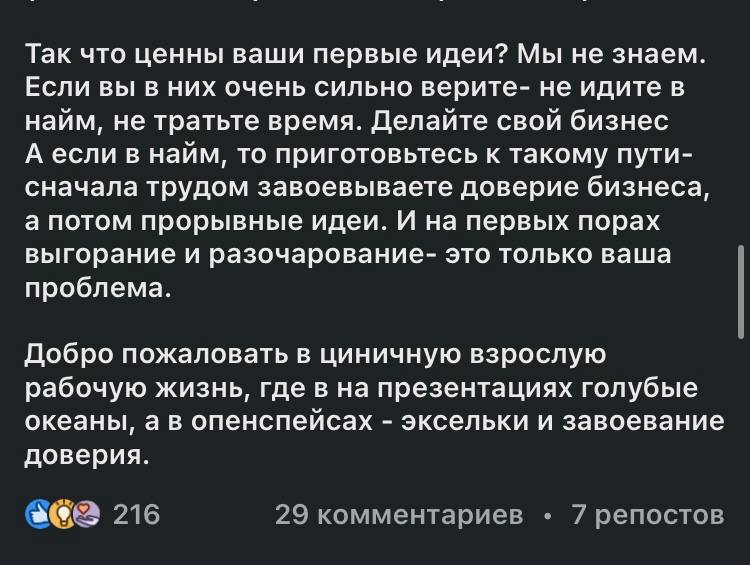 Так что ценны ваши первые идеи? Мы не знаем.
Если вы в них очень сильно верите- не идите в
найм, не тратьте время. Делайте свой бизнес
А если в найм, то приготовьтесь к такому пути-
сначала трудом завоевываете доверие бизнеса,
а потом прорывные идеи. И на первых порах
выгорание и разочарование- это только ваша
проблема.
Добро пожаловать в циничную взрослую
рабочую жизнь, где в на презентациях голубые
океаны, а в опенспейсах - эксельки и завоевание
доверия.
216 29 комментариев • 7 репостов